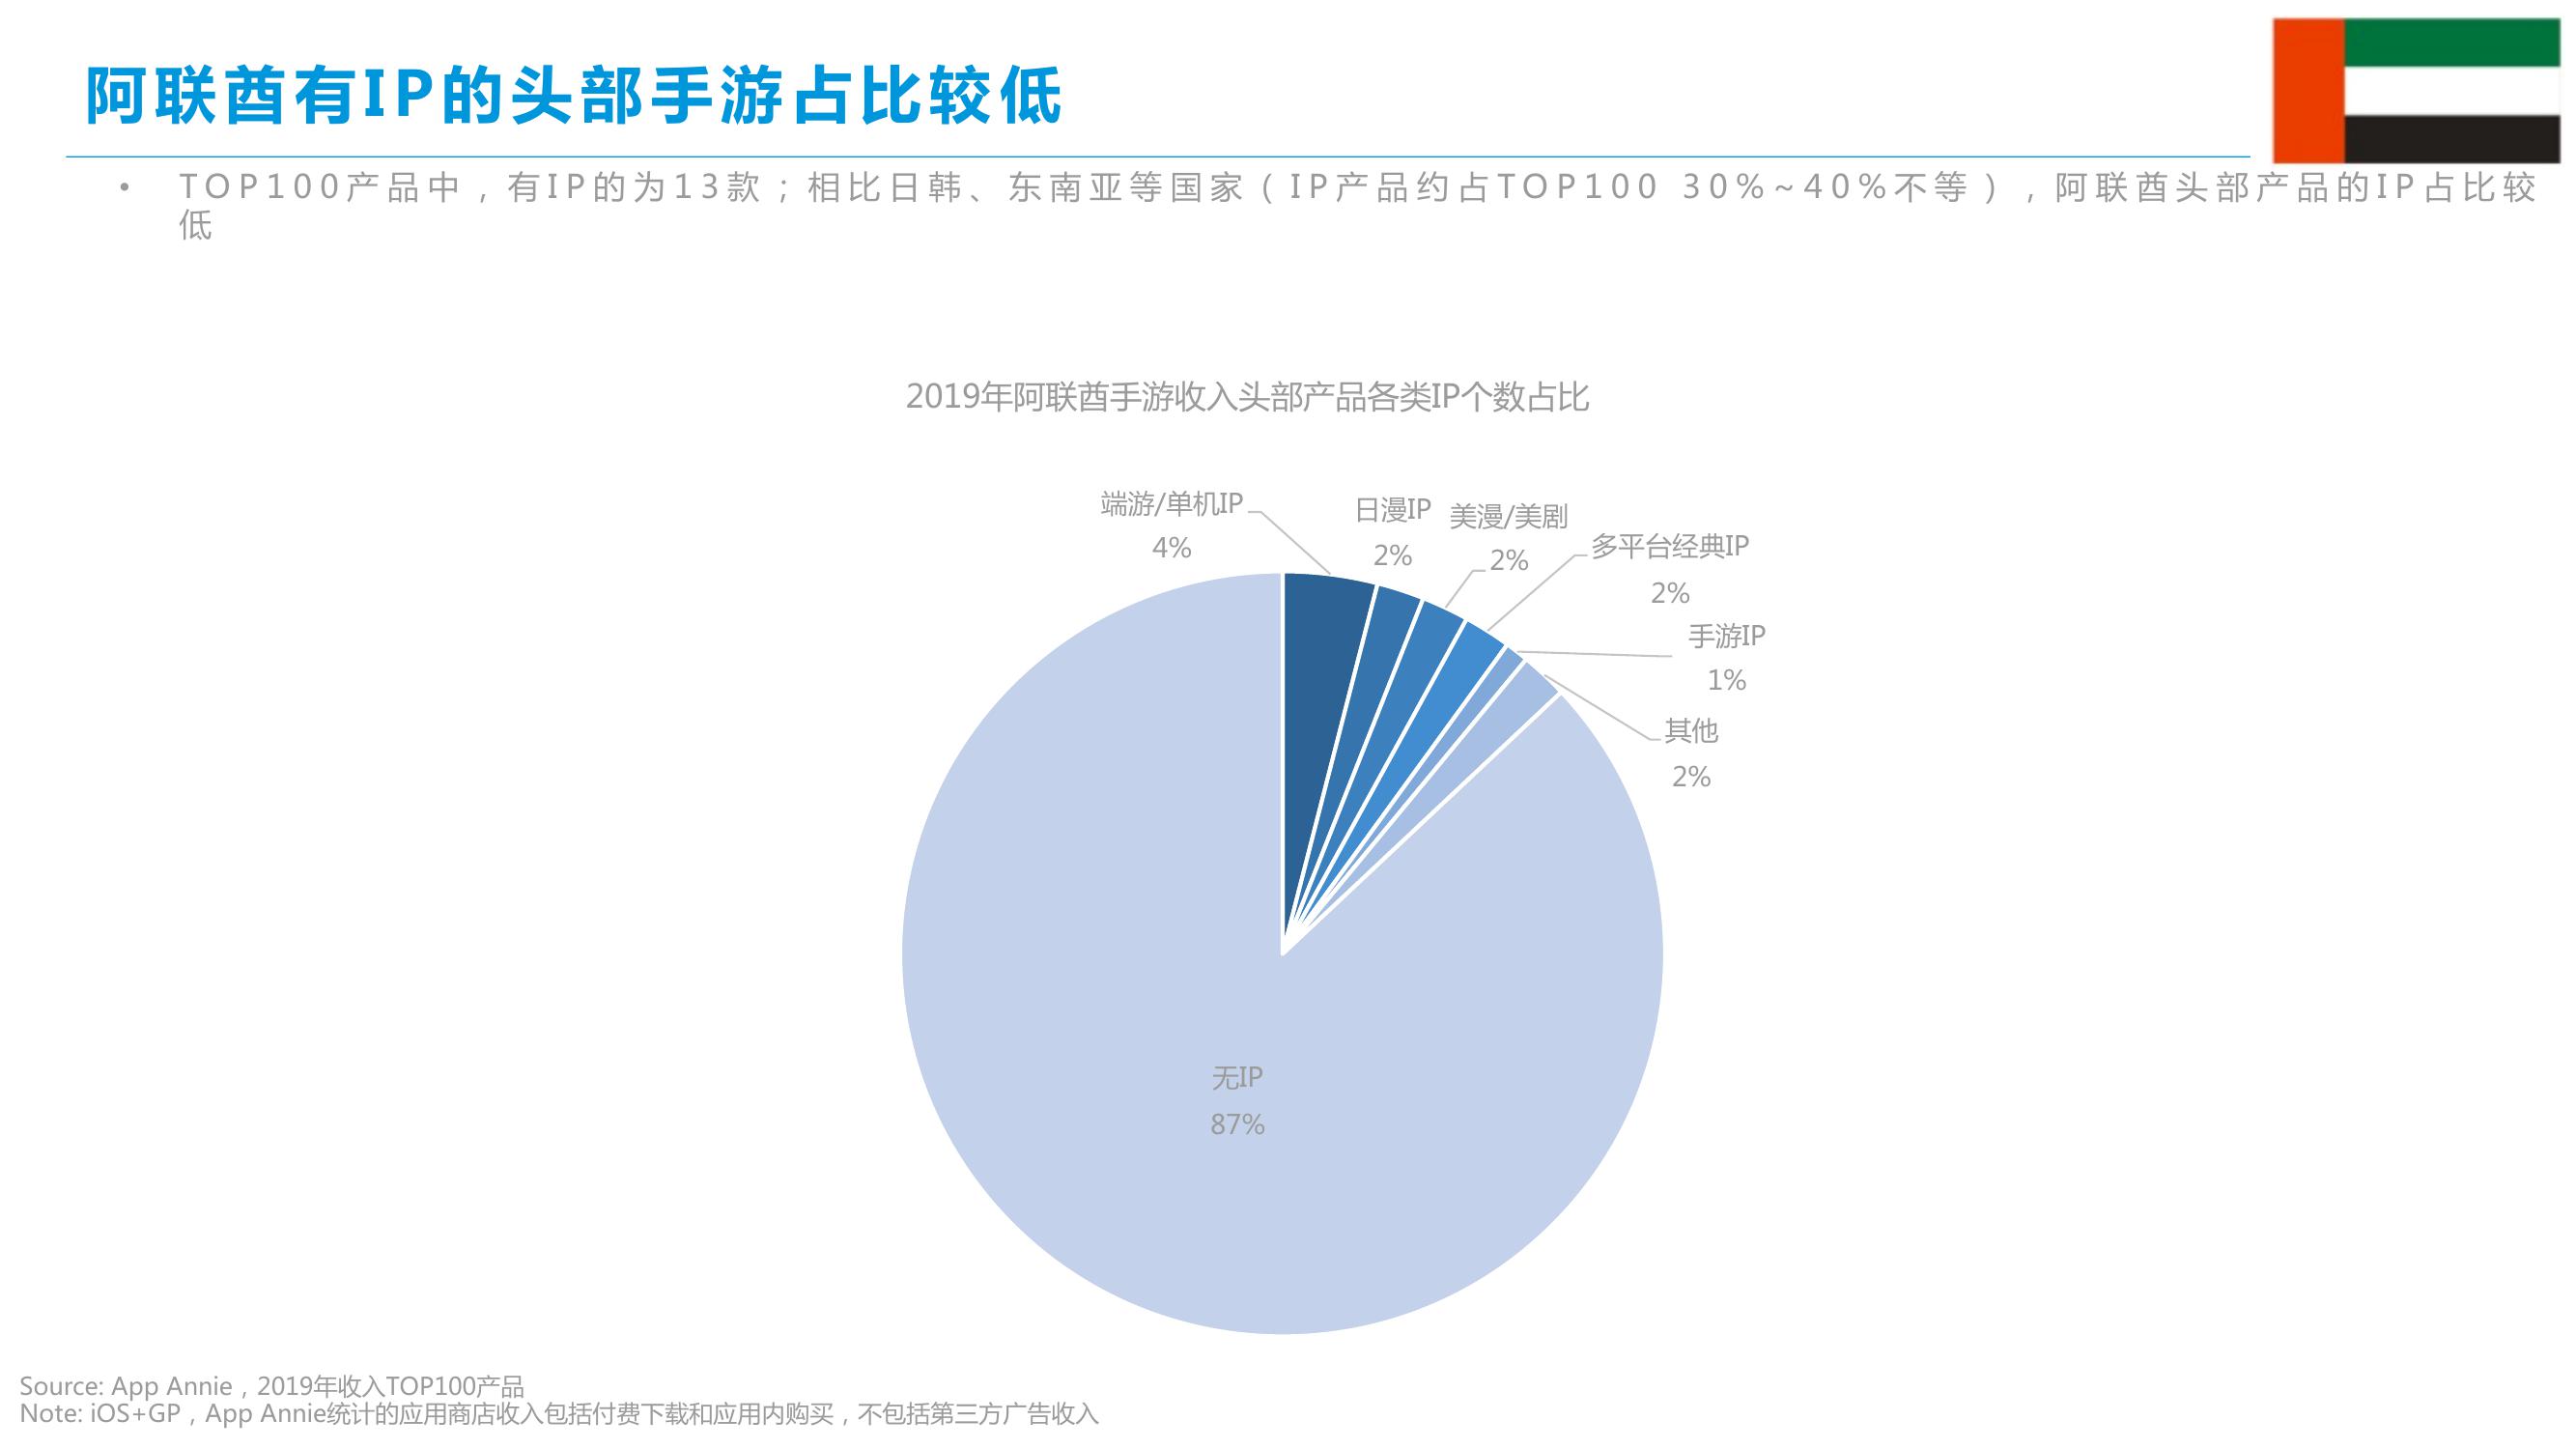 阿联酋有IP的头部手游占比较低
• TOP100产品中，有IP的为13款；相比日韩、东南亚等国家（IP产品约占TOP100 30%~40%不等），阿联酋头部产品的IP占比较
低
2019年阿联酋手游收入头部产品各类IP个数占比
端游/单机IP
4%
日漫IP
2%
美漫/美剧
2%
多平台经典IP
2%
手游IP
1%
其他
2%
无IP
87%
Source: App Annie，2019年收入TOP100产品
Note: iOS+GP，App Annie统计的应用商店收入包括付费下载和应用内购买，不包括第三方广告收入